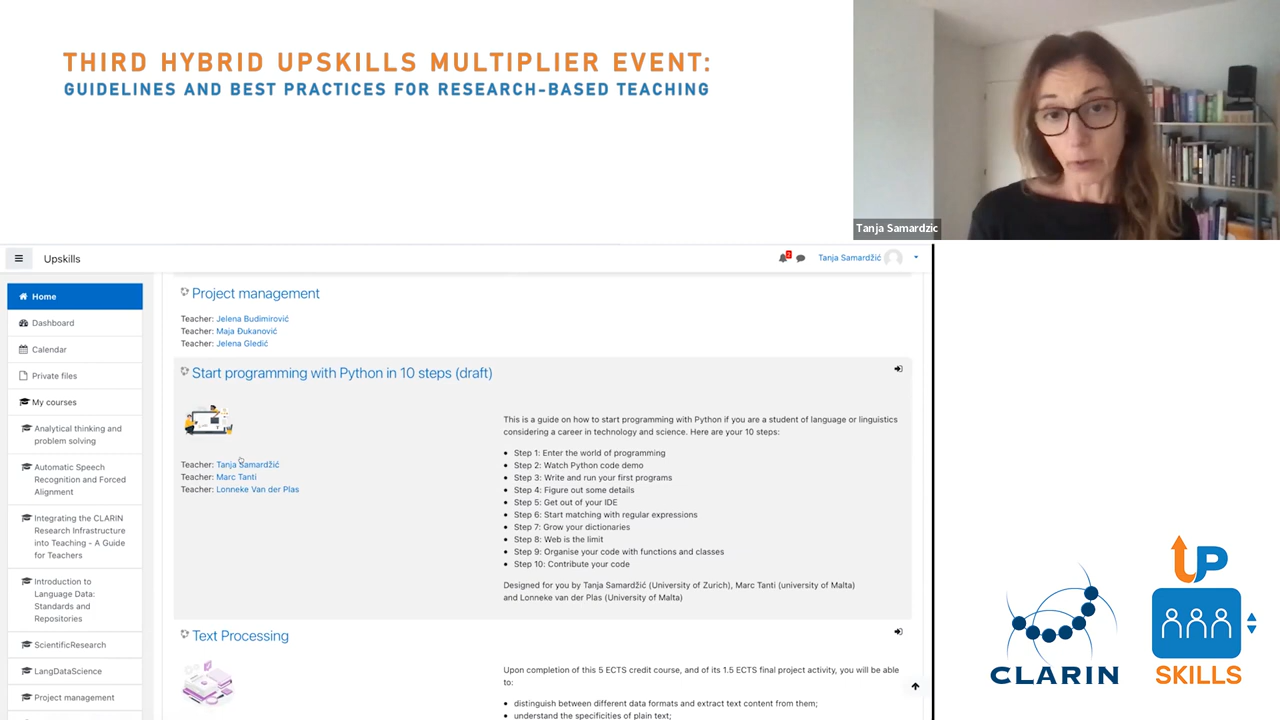 THIRD HYBRID UPSKILLS MULTIPLIER EVENT:
GUIDELINES AND BEST PRACTICES FOR RESEARCH-BASED TEACHING
Tanja Samardzic
Upskills
2
Tanja Samardžić
Home
Dashboard
Calendar
Private files
My courses
Analytical thinking and
problem solving
Automatic Speech
Recognition and Forced
Alignment
Integrating the CLARIN
Research Infrastructure
into Teaching - A Guide
for Teachers
Introduction to
Language Data:
Standards and
Repositories
ScientificResearch
LangDataScience
Project management
Project management
Teacher: Jelena Budimirović
Teacher: Maja Đukanović
Teacher: Jelena Gledić
Start programming with Python in 10 steps (draft)
Teacher: Tanja Samardžić
Teacher: Marc Tanti
Teacher: Lonneke Van der Plas
This is a guide on how to start programming with Python if you are a student of language or linguistics
considering a career in technology and science. Here are your 10 steps:
Step 1: Enter the world of programming
Step 2: Watch Python code demo
Step 3: Write and run your first programs
Step 4: Figure out some details
Step 5: Get out of your IDE
Step 6: Start matching with regular expressions
Step 7: Grow your dictionaries
Step 8: Web is the limit
Step 9: Organise your code with functions and classes
Step 10: Contribute your code
Designed for you by Tanja Samardžić (University of Zurich), Marc Tanti (university of Malta)
and Lonneke van der Plas (University of Malta)
Text Processing
Upon completion of this 5 ECTS credit course, and of its 1.5 ECTS final project activity, you will be able
to:
distinguish between different data formats and extract text content from them;
understand the specificities of plain text;
CLARIN
UP
SKILLS